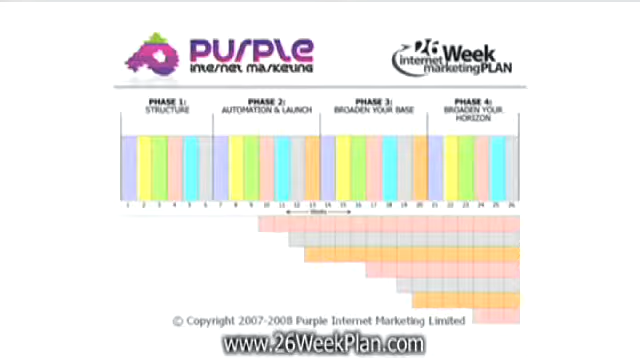 PURPLE
internet marketing
26 Week
internet
marketingPLAN
PHASE 1:
STRUCTURE
PHASE 2:
AUTOMATION & LAUNCH
PHASE 3:
BROADEN YOUR BASE
PHASE 4:
BROADEN YOUR
HORIZON
1 2 3 4 5 6 7 8 9 10 11 12 13 14 15 16 17 18 19 20 21 22 23 24 25 26
Weeks
© Copyright 2007-2008 Purple Internet Marketing Limited
www.26WeekPlan.com